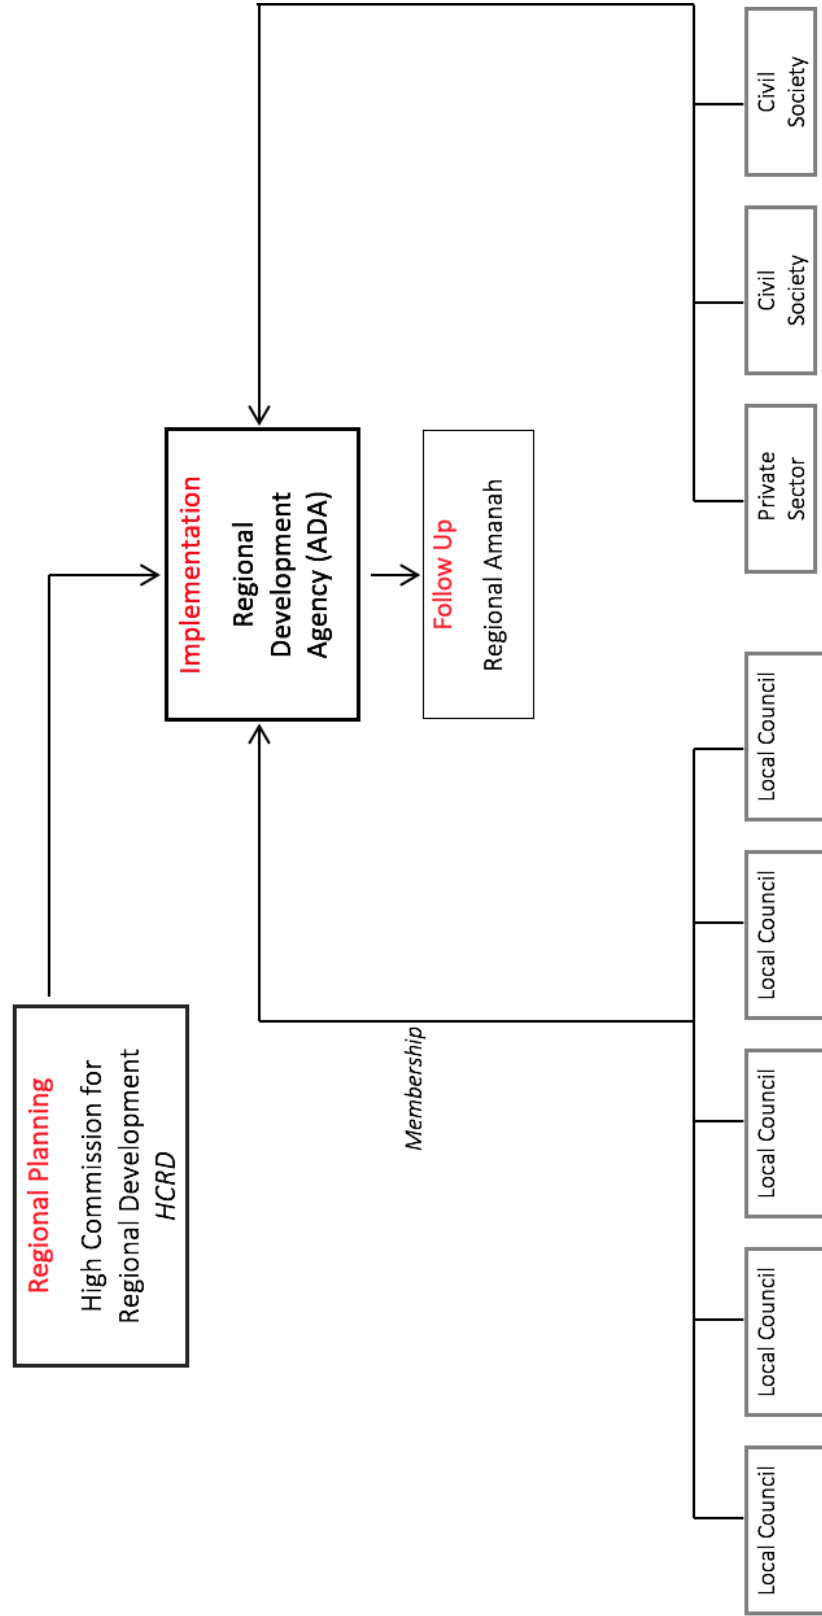 Regional Planning
High Commission for
Regional Development
HCRD
Implementation
Regional
Development
Agency (ADA)
Follow Up
Regional Amanah
Membership
Local Council
Local Council
Local Council
Local Council
Local Council
Private
Sector
Civil
Society
Civil
Society